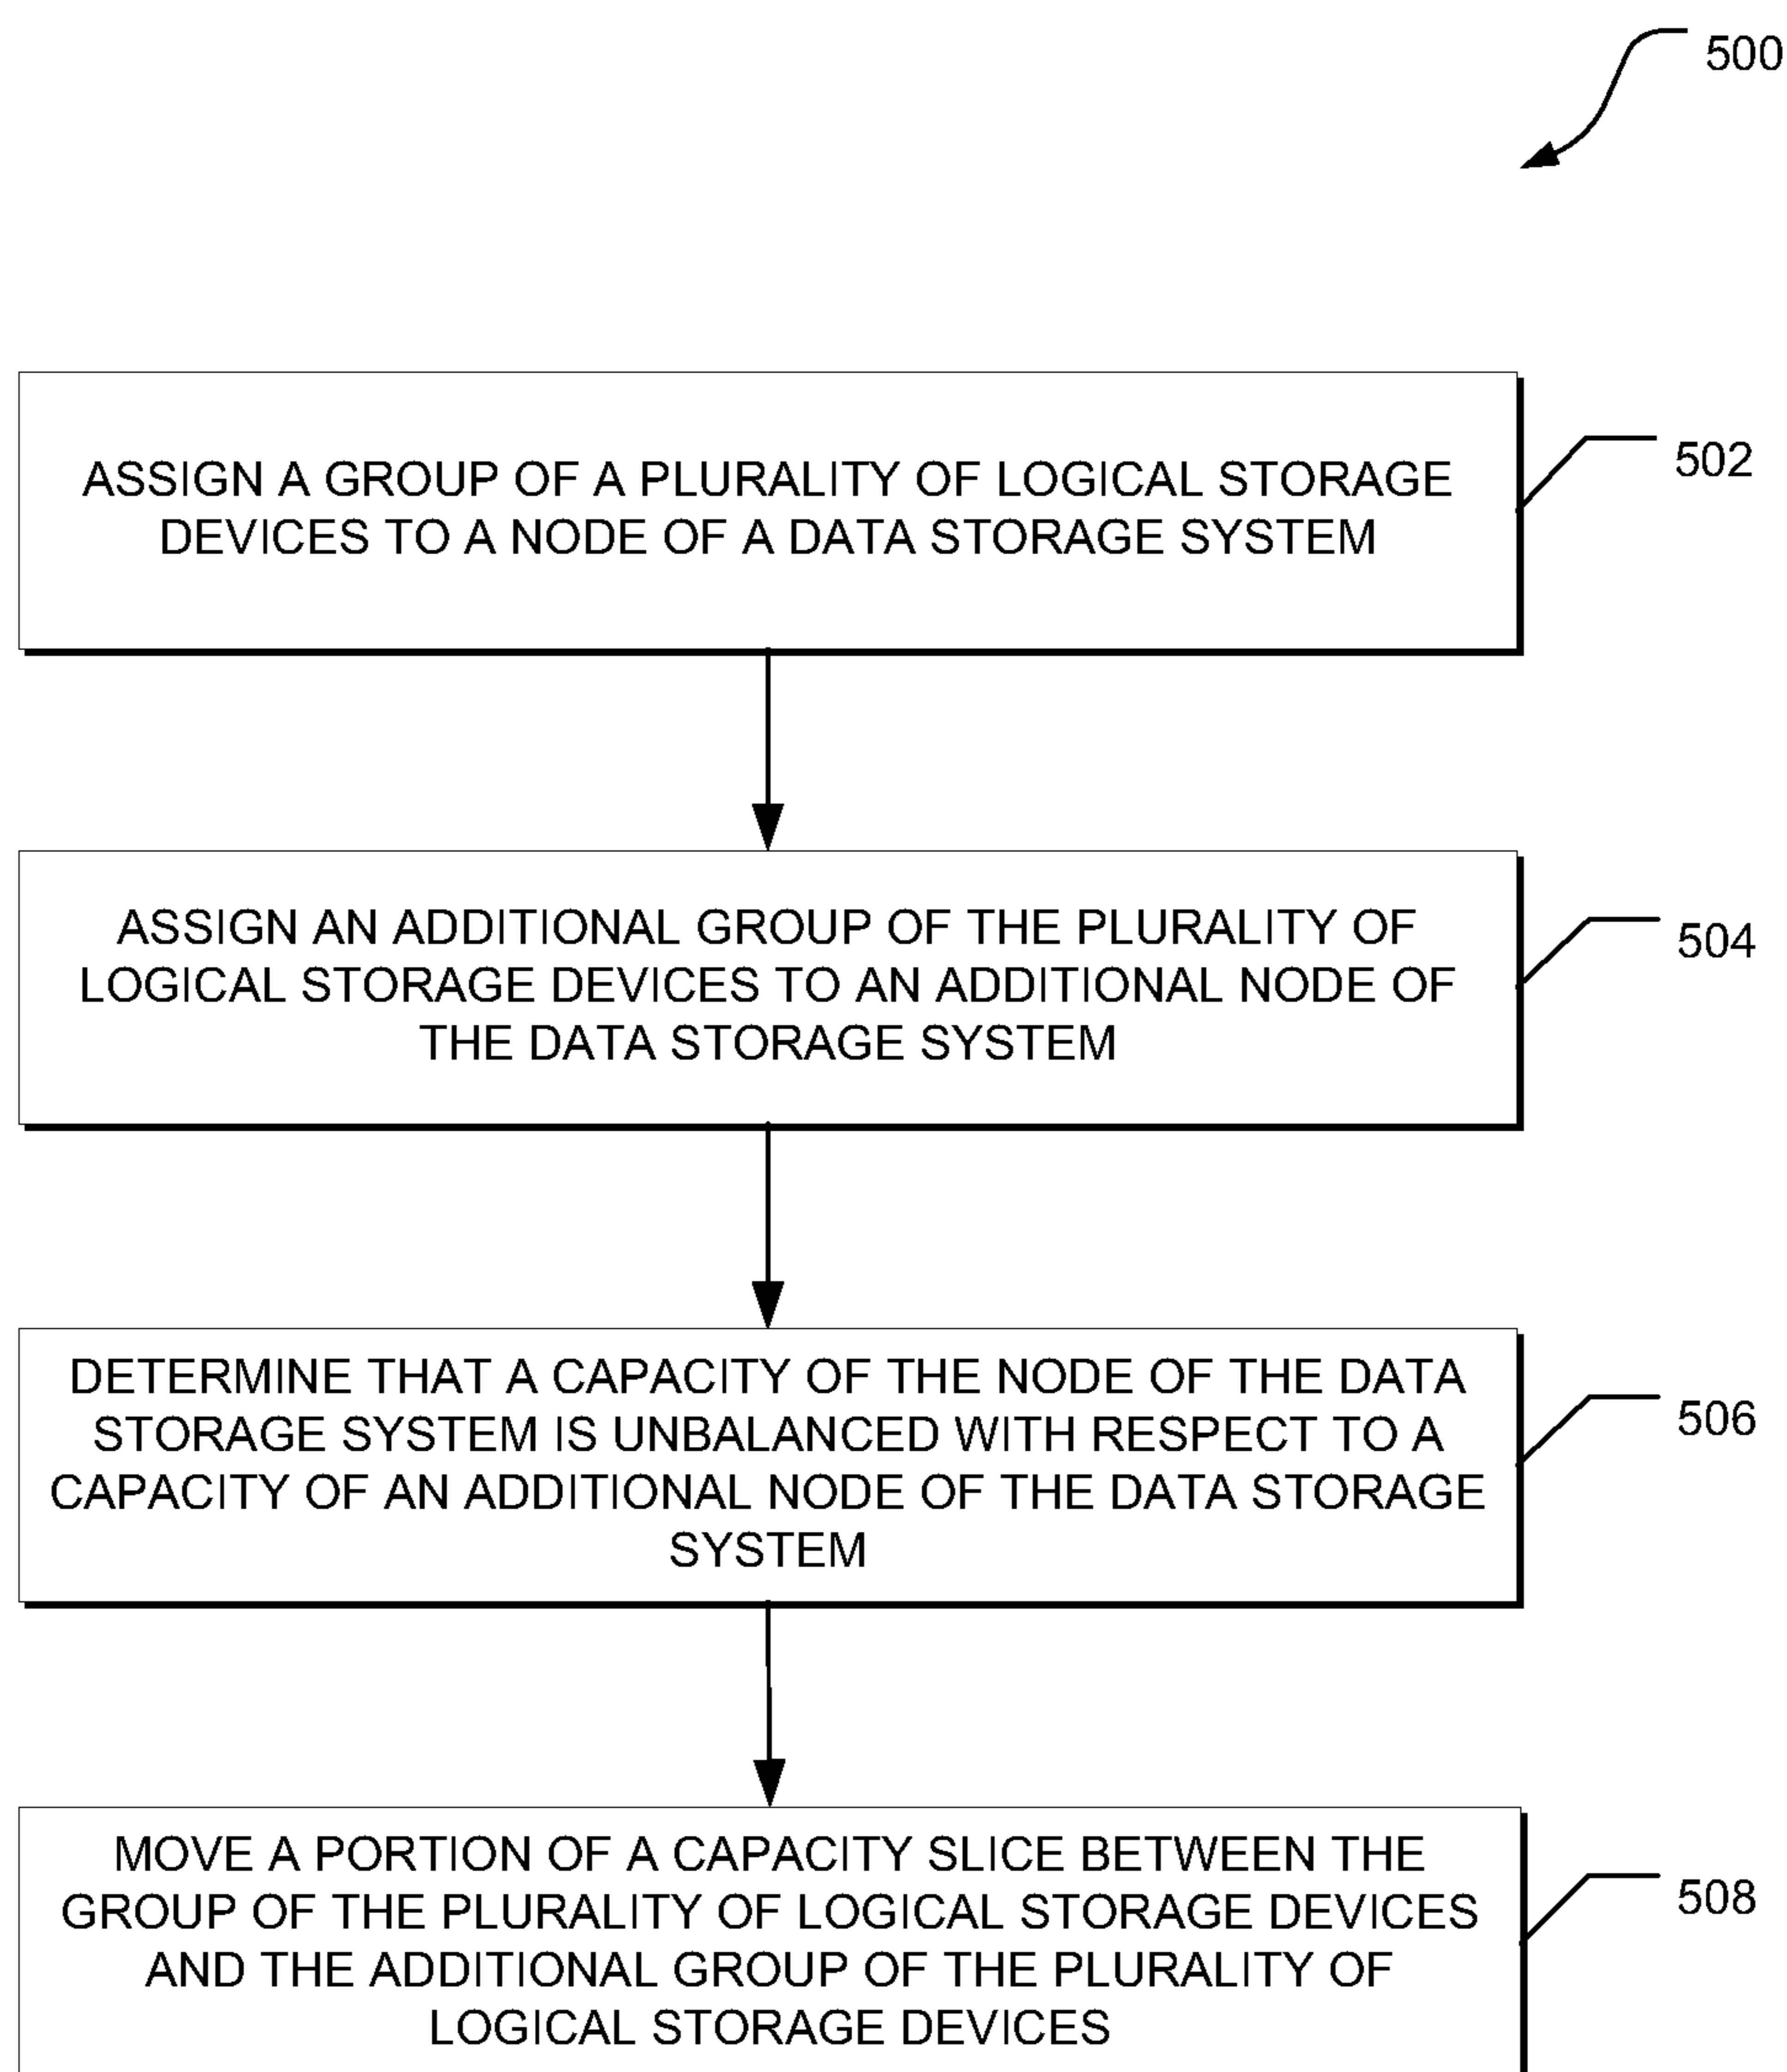 500
ASSIGN A GROUP OF A PLURALITY OF LOGICAL STORAGE
DEVICES TO A NODE OF A DATA STORAGE SYSTEM
502
ASSIGN AN ADDITIONAL GROUP OF THE PLURALITY OF
LOGICAL STORAGE DEVICES TO AN ADDITIONAL NODE OF
THE DATA STORAGE SYSTEM
504
DETERMINE THAT A CAPACITY OF THE NODE OF THE DATA
STORAGE SYSTEM IS UNBALANCED WITH RESPECT TO A
CAPACITY OF AN ADDITIONAL NODE OF THE DATA STORAGE
SYSTEM
506
MOVE A PORTION OF A CAPACITY SLICE BETWEEN THE
GROUP OF THE PLURALITY OF LOGICAL STORAGE DEVICES
AND THE ADDITIONAL GROUP OF THE PLURALITY OF
LOGICAL STORAGE DEVICES
508